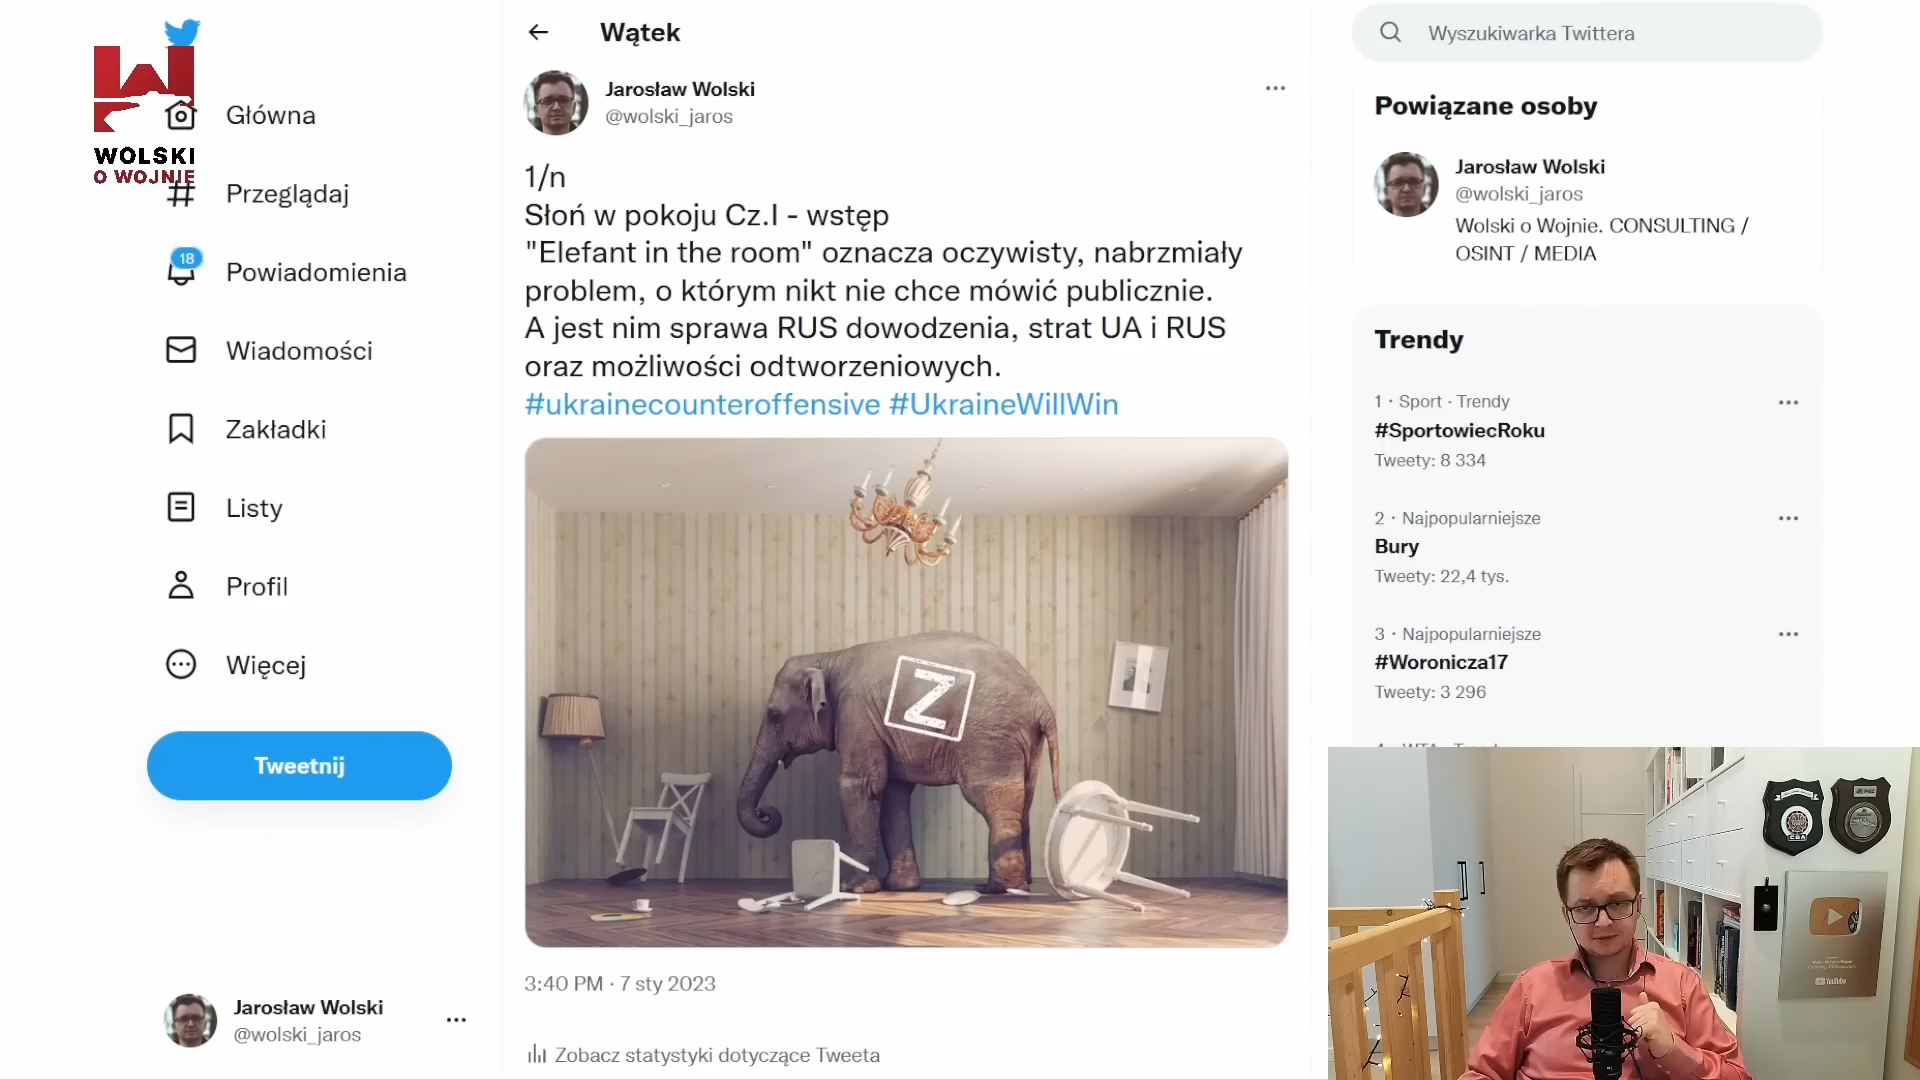 WOLSKI
O WOJNIE
Główna
Przeglądaj
18
Powiadomienia
Wiadomości
Zakładki
Listy
Profil
Więcej
Tweetnij
Jarosław Wolski
@wolski_jaros
Wątek
Jarosław Wolski
@wolski_jaros
1/n
Słoń w pokoju Cz.I - wstęp
"Elefant in the room" oznacza oczywisty, nabrzmiały
problem, o którym nikt nie chce mówić publicznie.
A jest nim sprawa RUS dowodzenia, strat UA i RUS
oraz możliwości odtworzeniowych.
#ukrainecounteroffensive #UkraineWillWin
Z
3:40 PM · 7 sty 2023
Zobacz statystyki dotyczące Tweeta
Wyszukiwarka Twittera
Powiązane osoby
Jarosław Wolski
@wolski_jaros
Wolski o Wojnie. CONSULTING /
OSINT / MEDIA
Trendy
1 · Sport · Trendy
#SportowiecRoku
Tweety: 8 334
2 · Najpopularniejsze
Bury
Tweety: 22,4 tys.
3 · Najpopularniejsze
#Woronicza17
Tweety: 3 296
YouTube